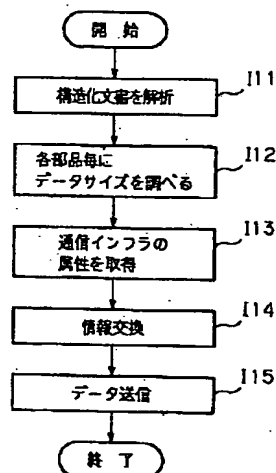 開始
構造化文書を解析
I11
各部品毎に
データサイズを調べる
I12
通信インフラの
属性を取得
I13
情報交換
I14
データ送信
I15
終了